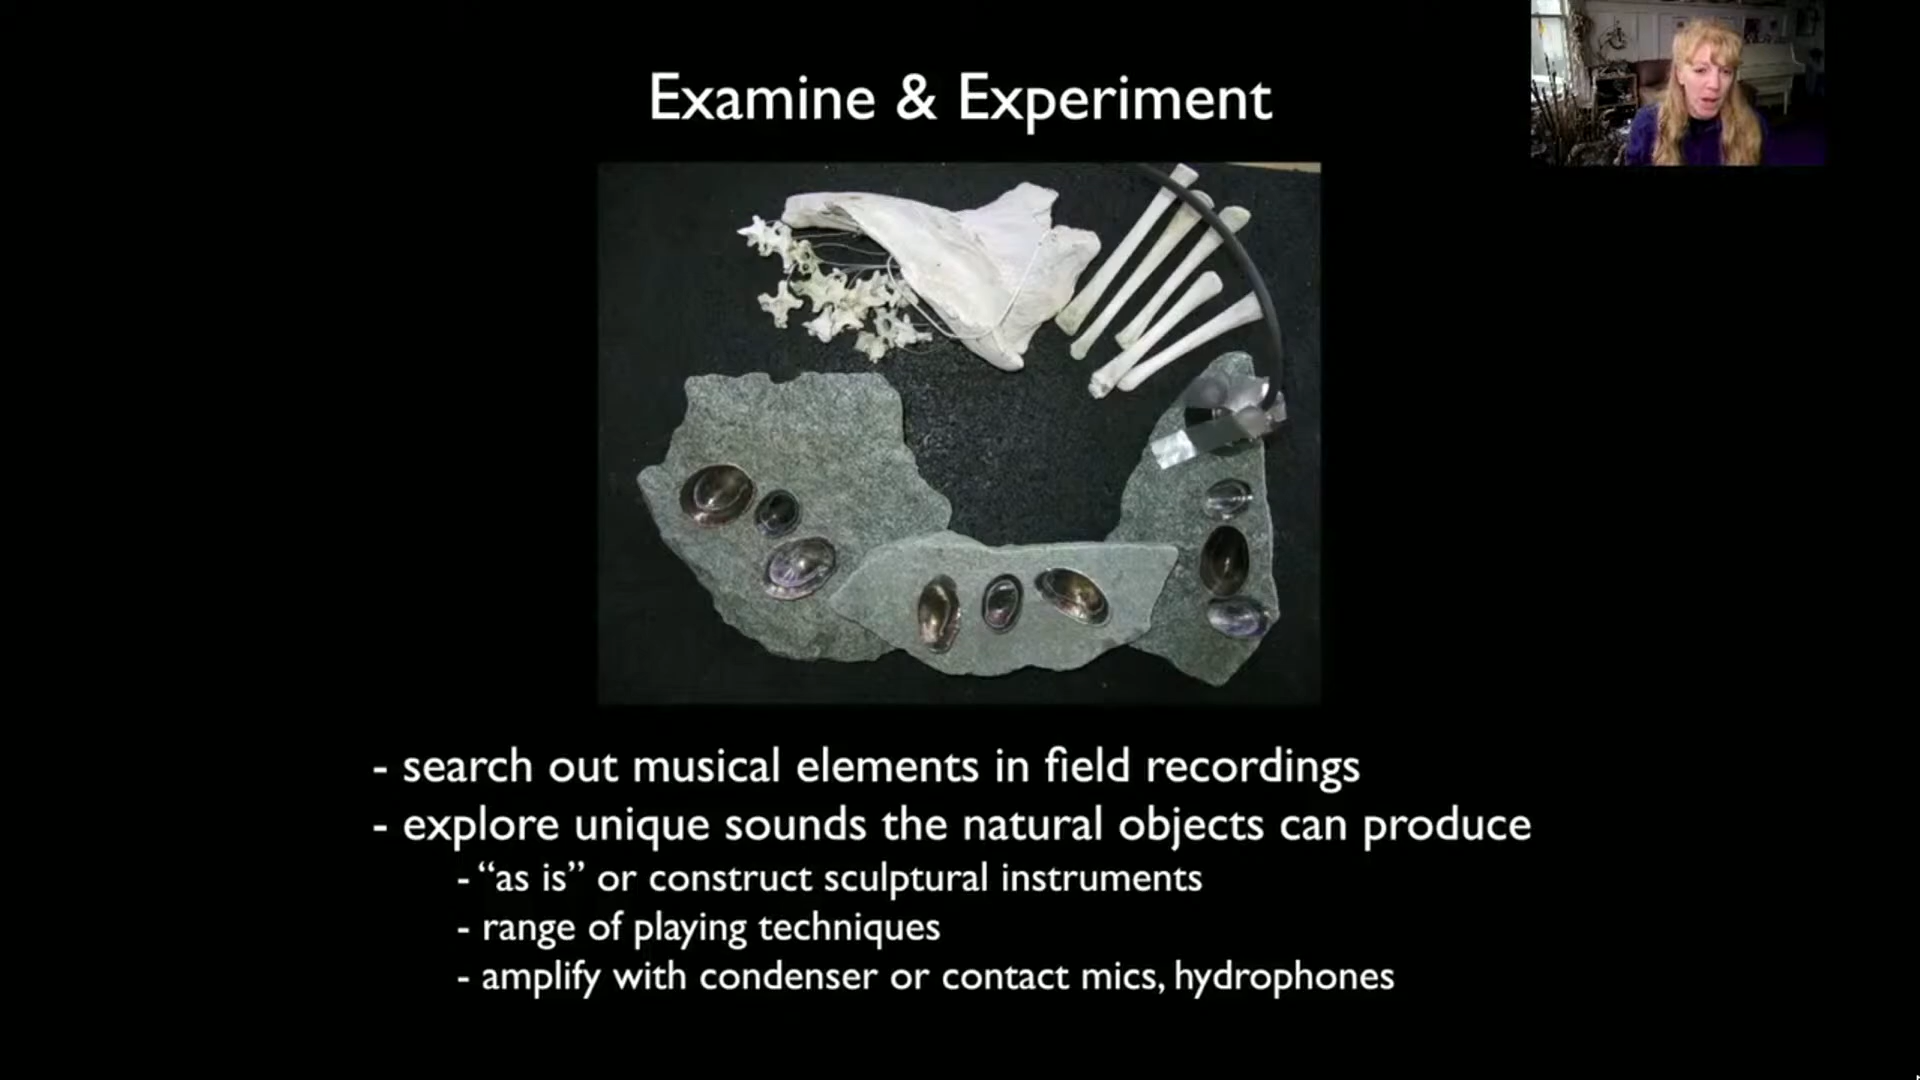 Examine & Experiment
- search out musical elements in field recordings
- explore unique sounds the natural objects can produce
- “as is” or construct sculptural instruments
- range of playing techniques
- amplify with condenser or contact mics, hydrophones